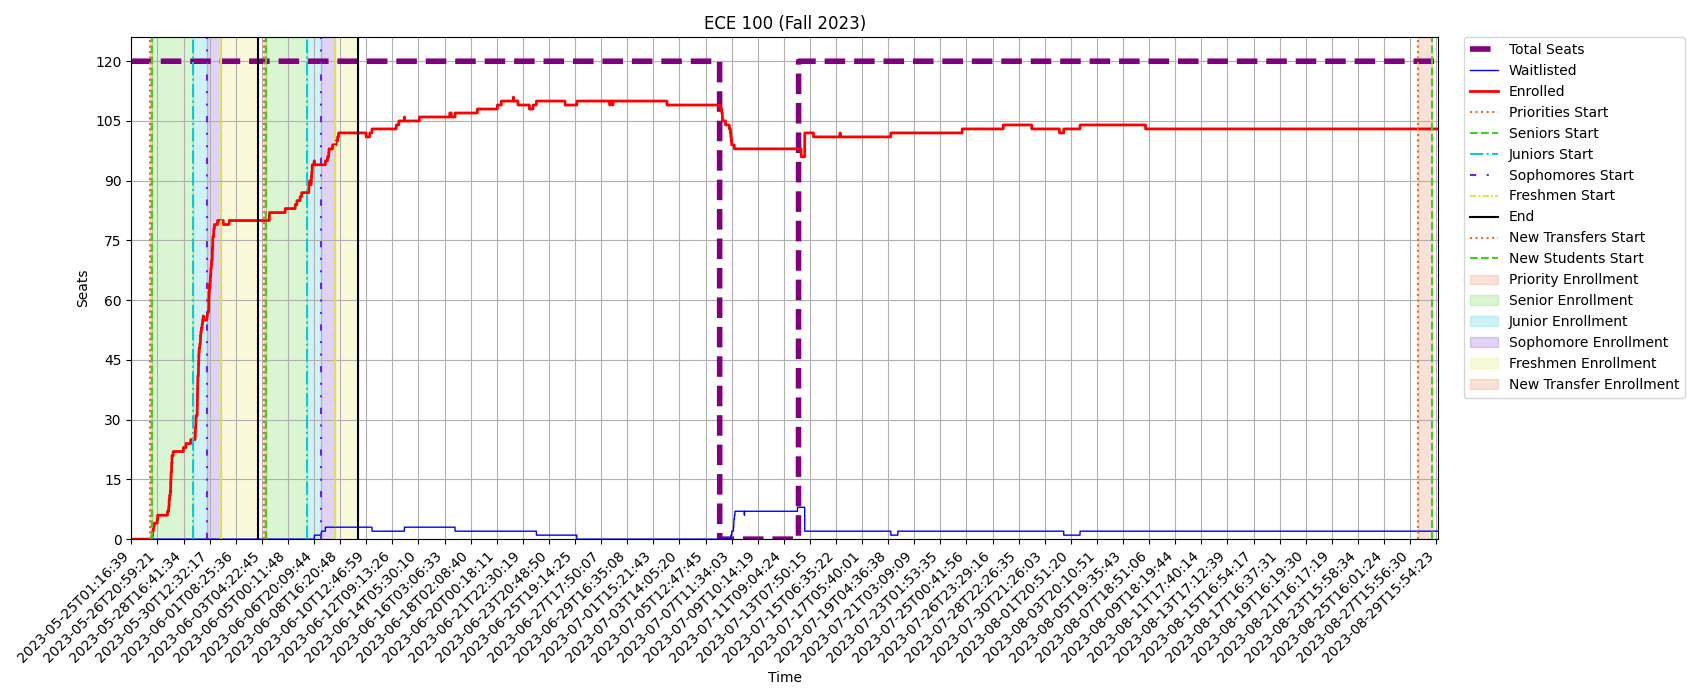 ECE 100 (Fall 2023)
Seats
120
105
90
75
60
45
30
15
0
2023-05-25T01:16:39
2023-05-26T20:59:21
2023-05-28T16:41:34
2023-05-30T12:32:17
2023-06-01T08:25:36
2023-06-03T04:22:45
2023-06-05T00:11:48
2023-06-06T20:09:44
2023-06-08T16:20:48
2023-06-10T12:46:59
2023-06-12T09:13:26
2023-06-14T05:30:10
2023-06-16T03:06:33
2023-06-18T02:08:40
2023-06-20T00:18:11
2023-06-21T22:30:19
2023-06-23T20:48:50
2023-06-25T19:14:25
2023-06-27T17:50:07
2023-06-29T16:35:08
2023-07-01T15:21:43
2023-07-03T14:05:20
2023-07-05T12:47:45
2023-07-07T11:34:03
2023-07-09T10:14:19
2023-07-11T09:04:24
2023-07-13T07:50:15
2023-07-15T06:35:22
2023-07-17T05:40:01
2023-07-19T04:36:38
2023-07-21T03:09:09
2023-07-23T01:53:35
2023-07-25T00:41:56
2023-07-26T23:29:16
2023-07-28T22:26:35
2023-07-30T21:26:03
2023-08-01T20:51:20
2023-08-03T20:10:51
2023-08-05T19:35:43
2023-08-07T18:51:06
2023-08-09T18:19:44
2023-08-11T17:40:14
2023-08-13T17:12:39
2023-08-15T16:54:17
2023-08-17T16:37:31
2023-08-19T16:19:30
2023-08-21T16:17:19
2023-08-23T15:58:34
2023-08-25T16:01:24
2023-08-27T15:56:30
2023-08-29T15:54:23
Time
Total Seats
Waitlisted
Enrolled
Priorities Start
Seniors Start
Juniors Start
Sophomores Start
Freshmen Start
End
New Transfers Start
New Students Start
Priority Enrollment
Senior Enrollment
Junior Enrollment
Sophomore Enrollment
Freshmen Enrollment
New Transfer Enrollment